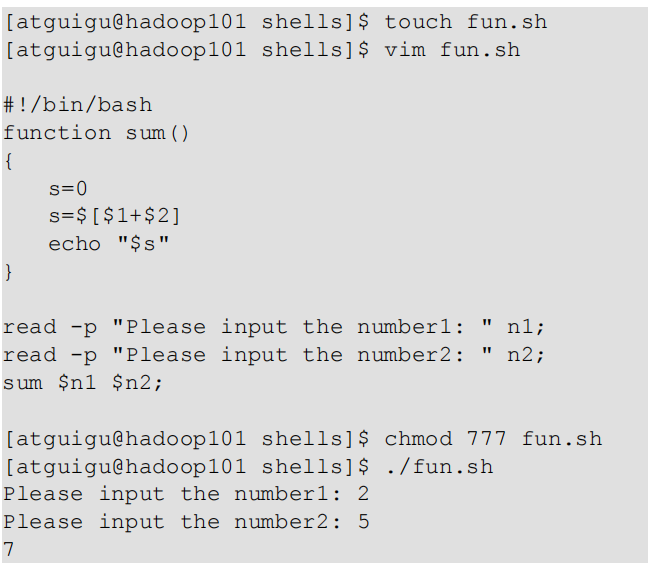 [atguigu@hadoop101 shells]$ touch fun.sh
[atguigu@hadoop101 shells]$ vim fun.sh
#!/bin/bash
function sum()
{
    s=0
    s=$[$1+$2]
    echo "$s"
}
read -p "Please input the number1: " n1;
read -p "Please input the number2: " n2;
sum $n1 $n2;
[atguigu@hadoop101 shells]$ chmod 777 fun.sh
[atguigu@hadoop101 shells]$ ./fun.sh
Please input the number1: 2
Please input the number2: 5
7